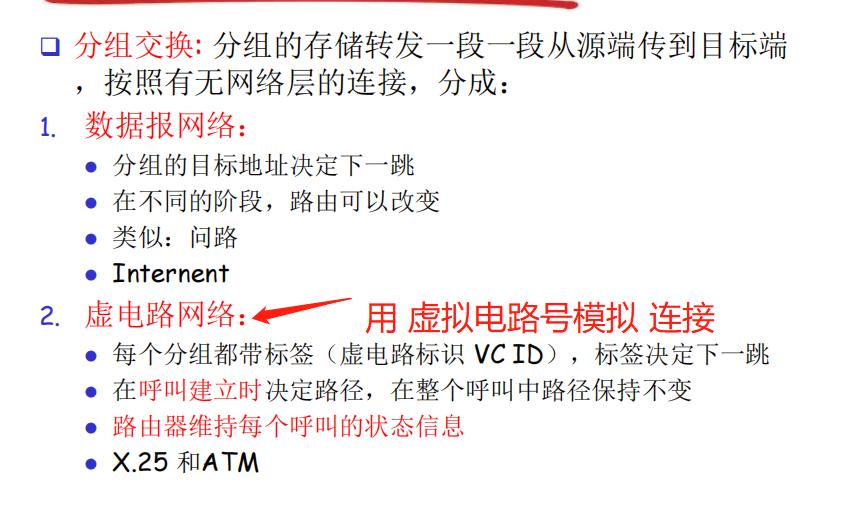 分组交换: 分组的存储转发一段一段从源端传到目标端
，按照有无网络层的连接，分成：
1. 数据报网络：
分组的目标地址决定下一跳
在不同的阶段，路由可以改变
类似：问路
Internent
2. 虚电路网络： 用 虚拟电路号模拟 连接
每个分组都带标签（虚电路标识 VC ID），标签决定下一跳
在呼叫建立时决定路径，在整个呼叫中路径保持不变
路由器维持每个呼叫的状态信息
X.25 和ATM